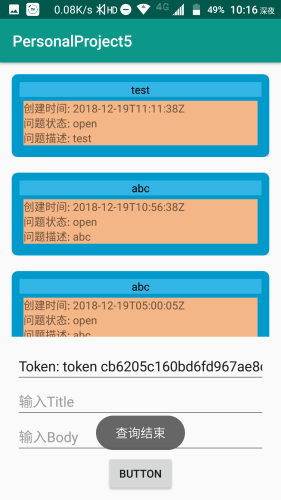 0.08K/s HD 4G 49% 10:16 深夜
PersonalProject5
test
创建时间: 2018-12-19T11:11:38Z
问题状态: open
问题描述: test
abc
创建时间: 2018-12-19T10:56:38Z
问题状态: open
问题描述: abc
abc
创建时间: 2018-12-19T05:00:05Z
问题状态: open
问题描述: abc
Token: token cb6205c160bd6fd967ae8
输入Title
输入Body
查询结束
BUTTON